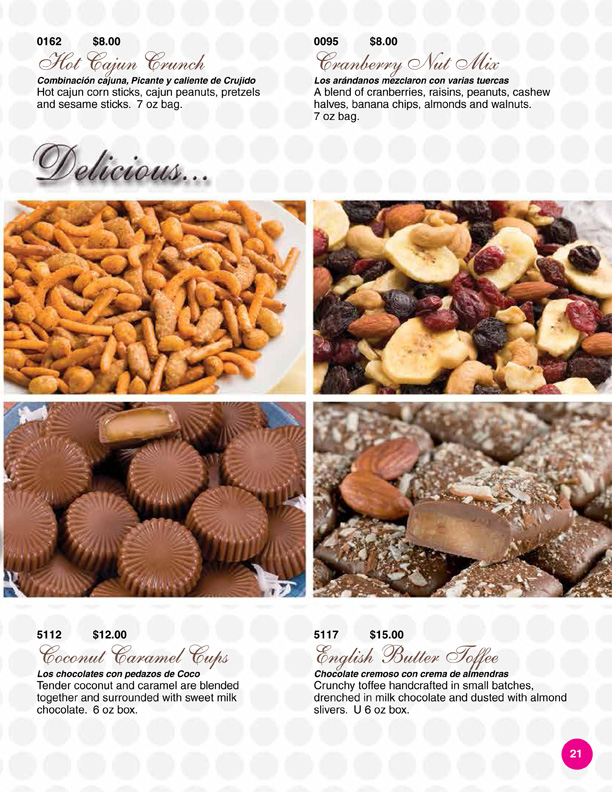 0162 $8.00
Hot Cajun Crunch
Combinación cajuna, Picante y caliente de Crujido
Hot cajun corn sticks, cajun peanuts, pretzels
and sesame sticks. 7 oz bag.
0095 $8.00
Cranberry Nut Mix
Los arándanos mezclaron con varias tuercas
A blend of cranberries, raisins, peanuts, cashew
halves, banana chips, almonds and walnuts.
7 oz bag.
Delicious...
5112 $12.00
Coconut Caramel Cups
Los chocolates con pedazos de Coco
Tender coconut and caramel are blended
together and surrounded with sweet milk
chocolate. 6 oz box.
5117 $15.00
English Butter Toffee
Chocolate cremoso con crema de almendras
Crunchy toffee handcrafted in small batches,
drenched in milk chocolate and dusted with almond
slivers. U 6 oz box.
21